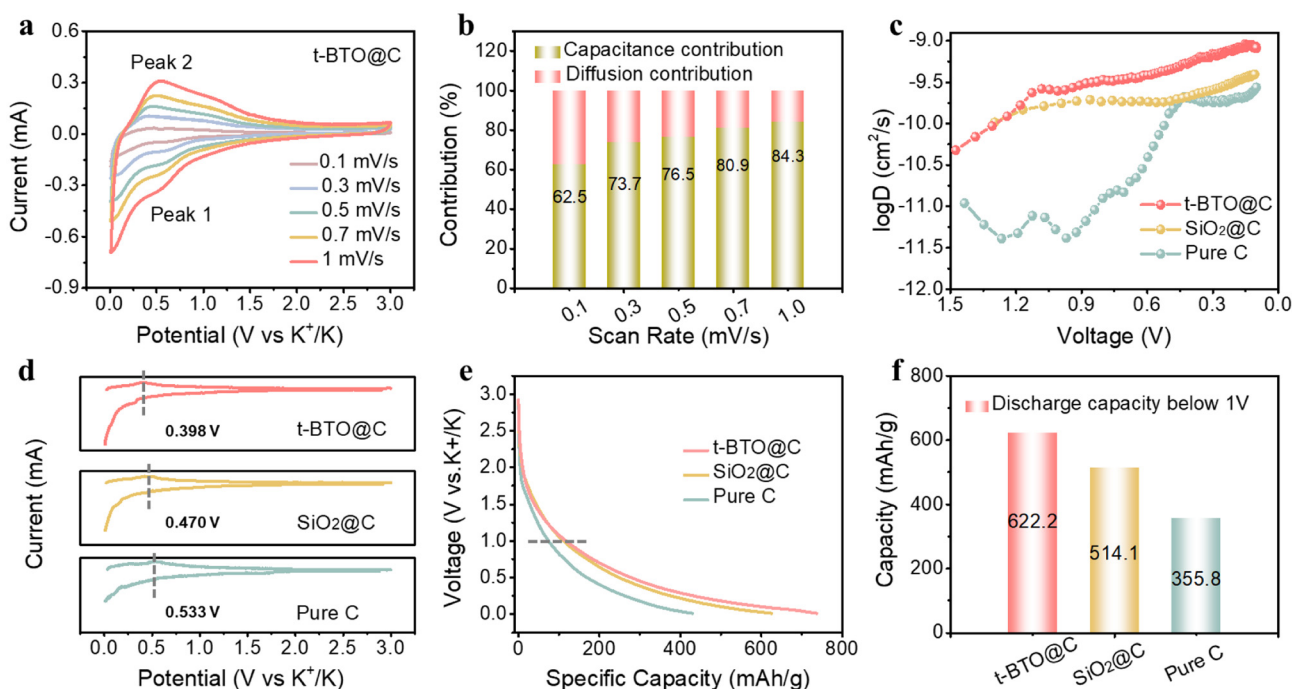 a
t-BTO@C
Peak 2
Peak 1
0.1 mV/s
0.3 mV/s
0.5 mV/s
0.7 mV/s
1 mV/s
Current (mA)
0.6
0.3
0.0
-0.3
-0.6
-0.9
0.0 0.5 1.0 1.5 2.0 2.5 3.0
Potential (V vs K⁺/K)
b
Capacitance contribution
Diffusion contribution
Contribution (%)
120
100
80
60
40
20
0
62.5
73.7
76.5
80.9
84.3
0.1 0.3 0.5 0.7 1.0
Scan Rate (mV/s)
c
logD (cm²/s)
-9.0
-9.5
-10.0
-10.5
-11.0
-11.5
-12.0
t-BTO@C
SiO₂@C
Pure C
1.5 1.2 0.9 0.6 0.3 0.0
Voltage (V)
d
Current (mA)
0.398 V
t-BTO@C
0.470 V
SiO₂@C
0.533 V
Pure C
0.0 0.5 1.0 1.5 2.0 2.5 3.0
Potential (V vs K⁺/K)
e
Voltage (V vs.K+/K)
3.0
2.5
2.0
1.5
1.0
0.5
0.0
t-BTO@C
SiO₂@C
Pure C
0 200 400 600 800
Specific Capacity (mAh/g)
f
Discharge capacity below 1V
Capacity (mAh/g)
800
600
400
200
0
622.2
514.1
355.8
t-BTO@C
SiO₂@C
Pure C